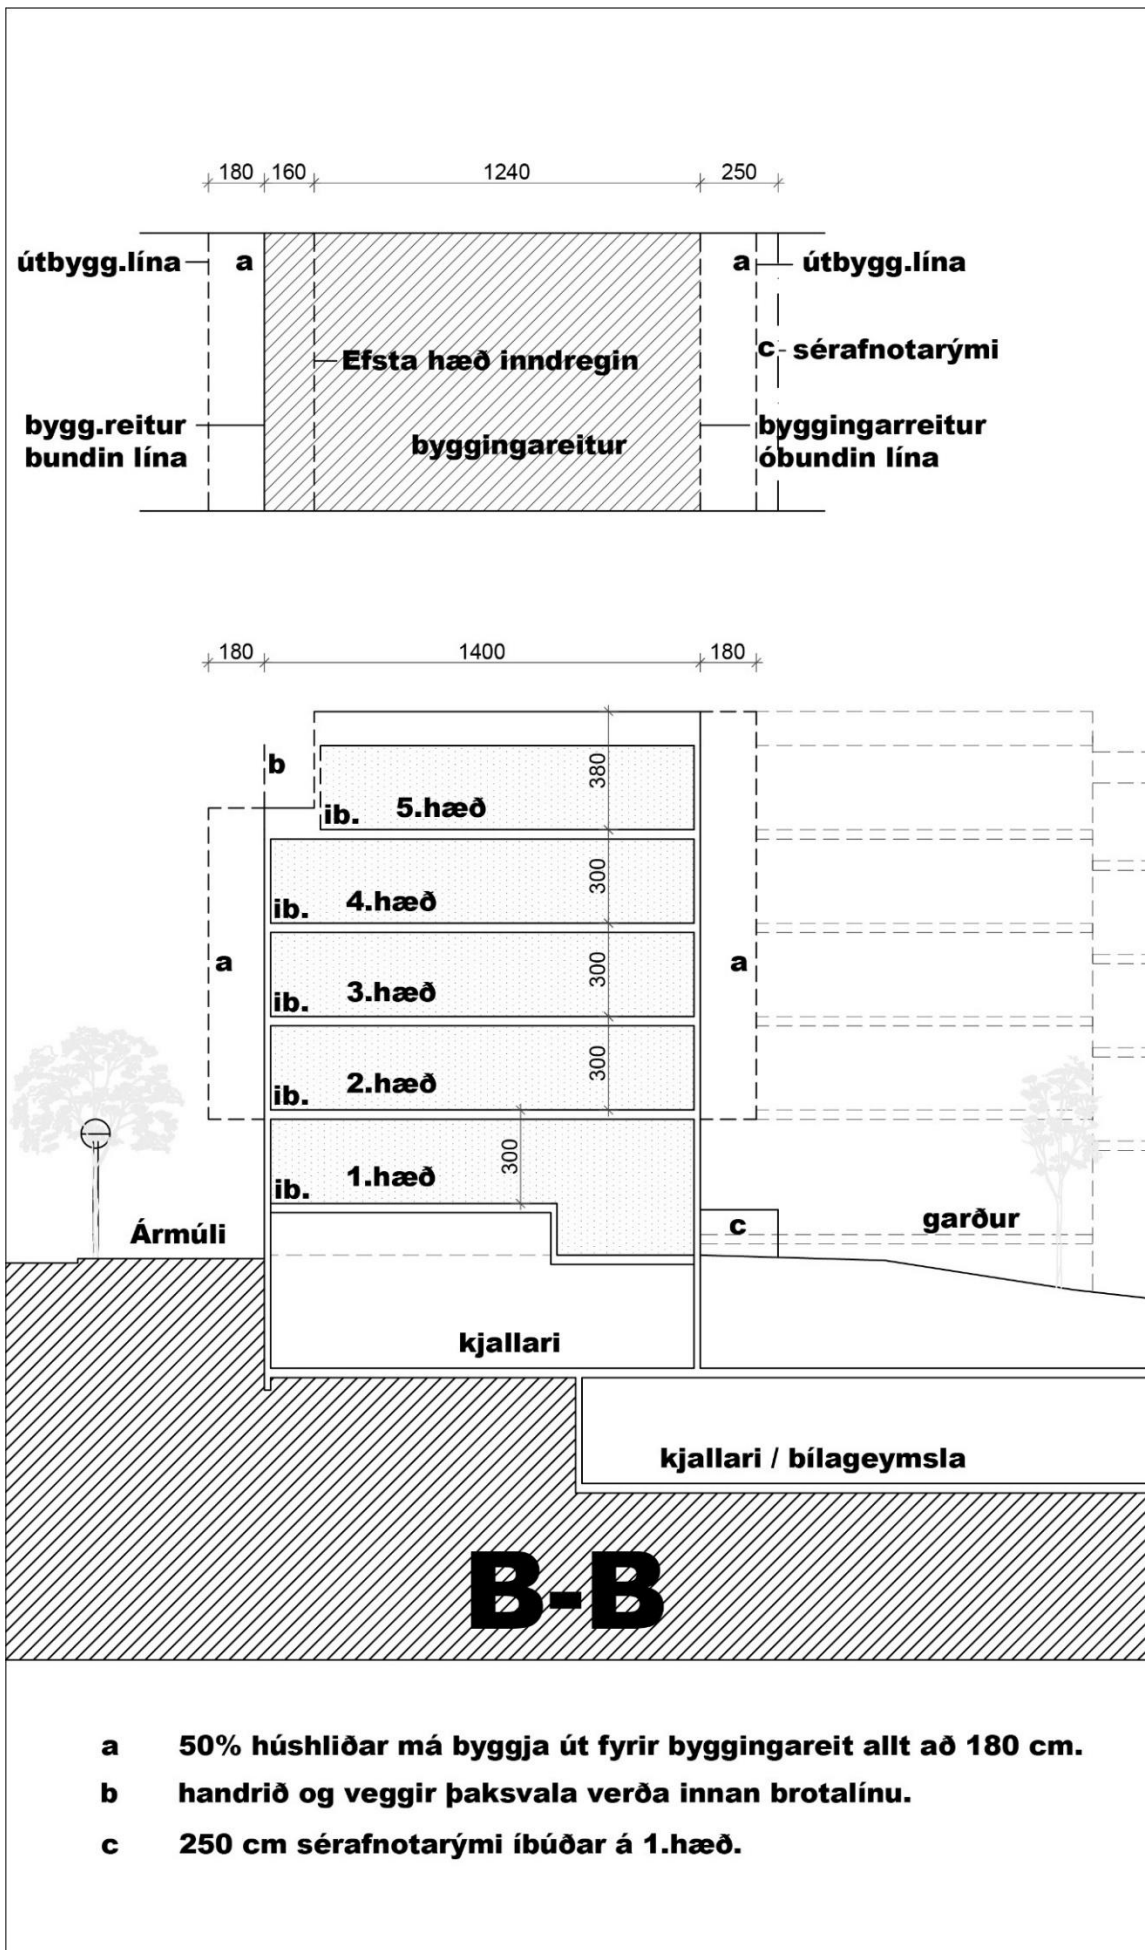 180 160 1240 250
útbygg.lína a a útbygg.lína
c sérafnotarými
Efsta hæð inndregin
bygg.reitur
bundin lína
byggingareitur
byggingarreitur
óbundin lína
180 1400 180
b
380
ib. 5.hæð
300
ib. 4.hæð
a a
300
ib. 3.hæð
300
ib. 2.hæð
300
ib. 1.hæð
Ármúli
c garður
kjallari
kjallari / bílageymsla
B-B
a 50% húshliðar má byggja út fyrir byggingareit allt að 180 cm.
b handrið og veggir þaksvala verða innan brotalínu.
c 250 cm sérafnotarými íbúðar á 1.hæð.